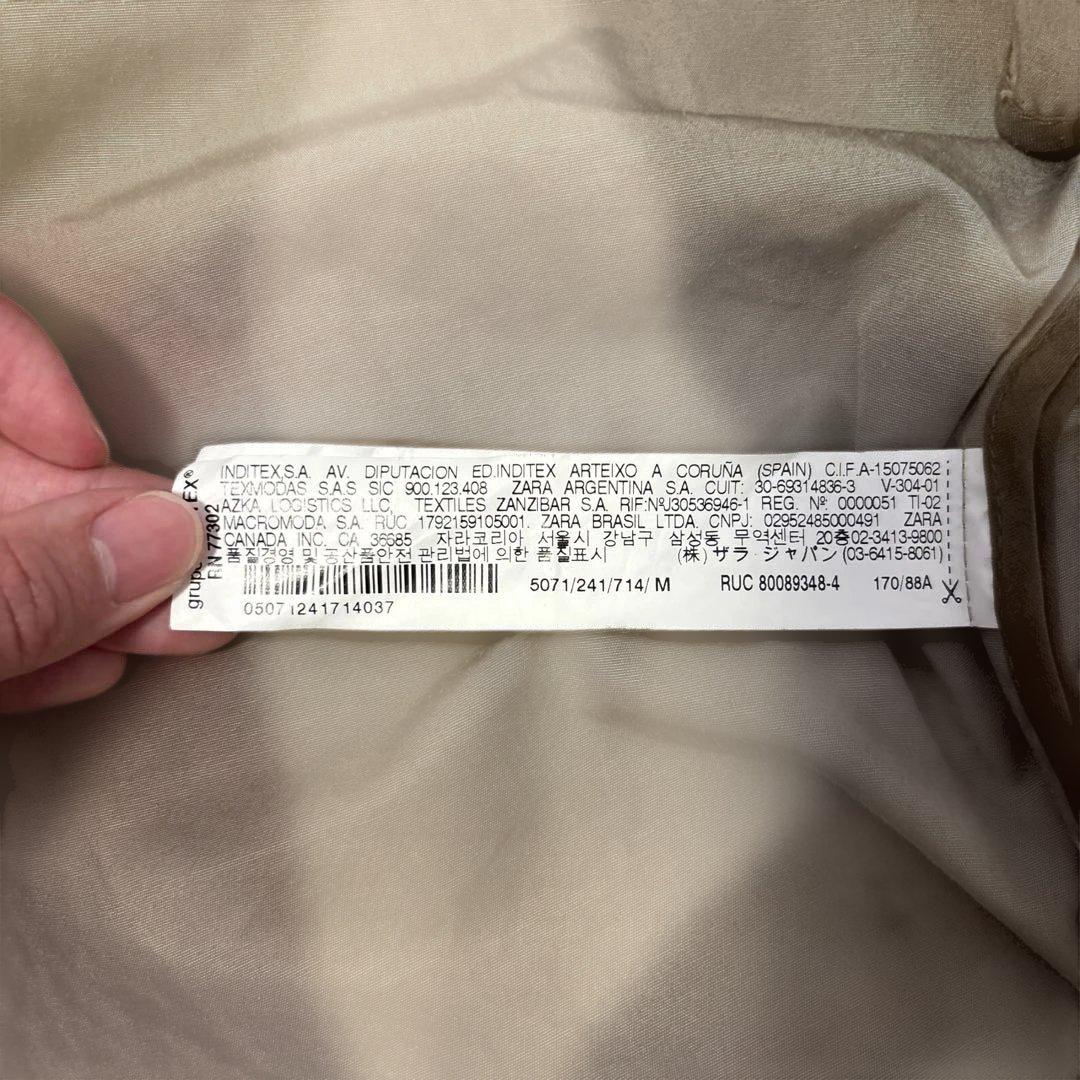 INDITEX,S.A. AV. DIPUTACION ED.INDITEX ARTEIXO A CORUÑA (SPAIN) C.I.F.A-15075062
TEXMODAS S.A.S SIC 900.123.408 ZARA ARGENTINA S.A. CUIT: 30-69314836-3 V-304-01
AZKA LOGISTICS LLC, TEXTILES ZANZIBAR S.A. RIF:NºJ30536946-1 REG. Nº 0000051 TI-02
MACROMODA S.A. RUC 1792159105001. ZARA BRASIL LTDA. CNPJ: 02952485000491 ZARA
CANADA INC. CA 36685 자라코리아 서울시 강남구 삼성동 무역센터 20층02-3413-9800
품질경영 및 공산품안전 관리법에 의한 품질표시 (株) ザラ・ジャパン (03-6415-8061)
5071/241/714/ M RUC 80089348-4 170/88A
05071241714037
RN 77302